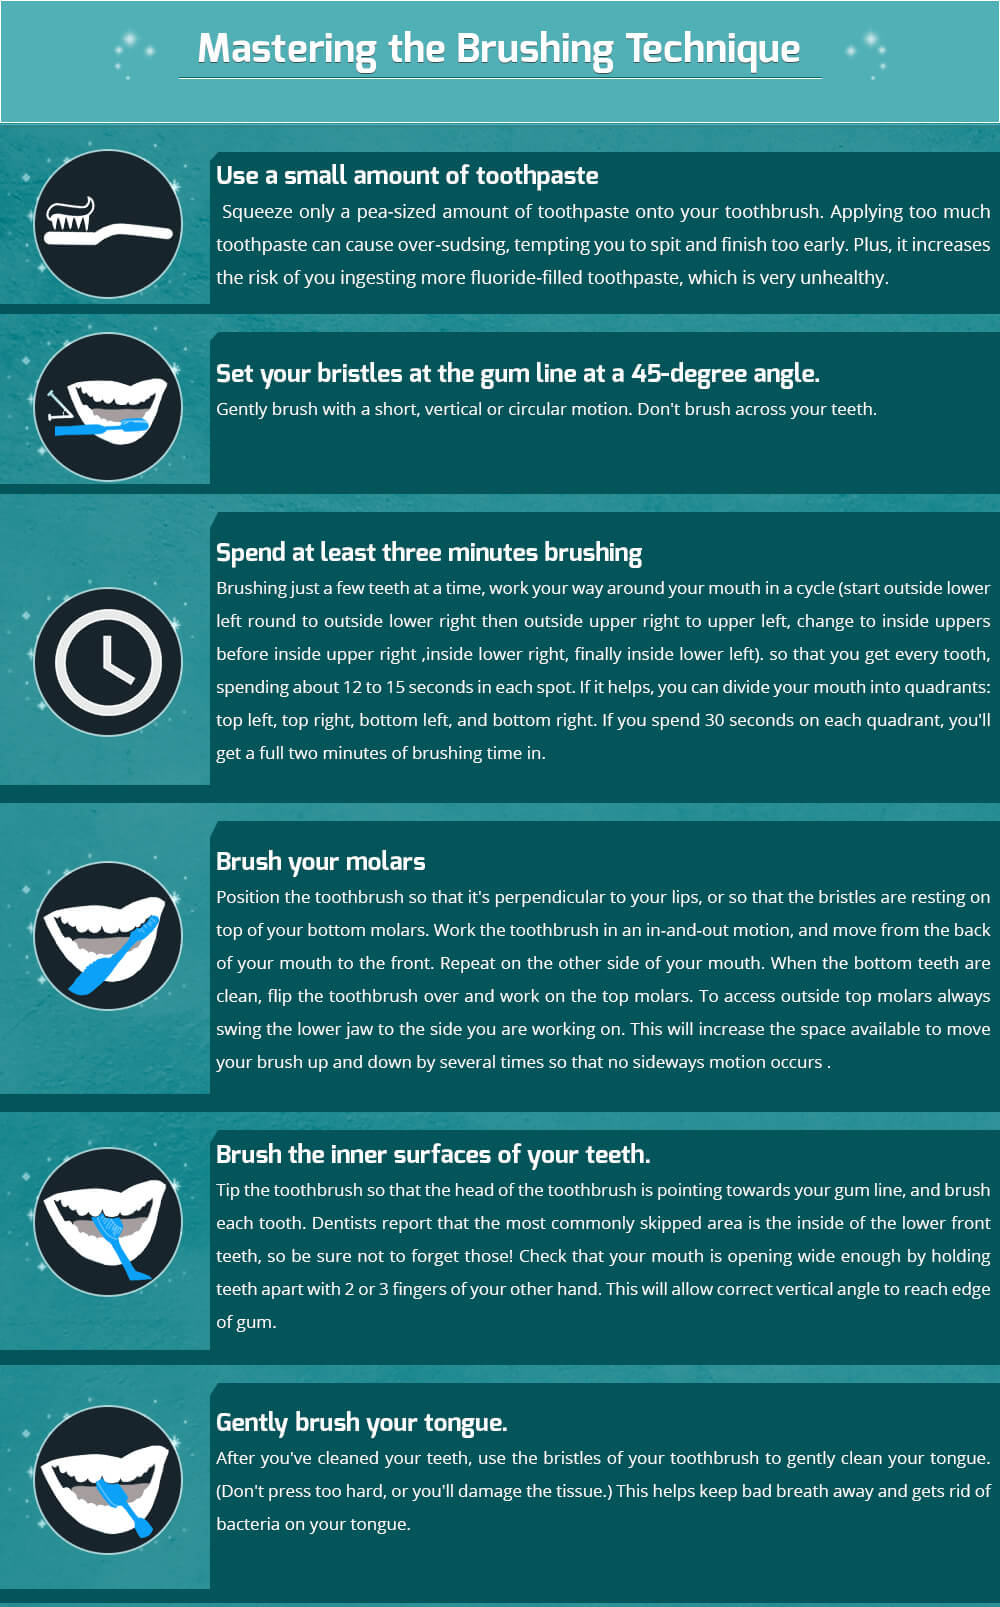 Mastering the Brushing Technique
Use a small amount of toothpaste
Squeeze only a pea-sized amount of toothpaste onto your toothbrush. Applying too much
toothpaste can cause over-sudsing, tempting you to spit and finish too early. Plus, it increases
the risk of you ingesting more fluoride-filled toothpaste, which is very unhealthy.
Set your bristles at the gum line at a 45-degree angle.
Gently brush with a short, vertical or circular motion. Don't brush across your teeth.
Spend at least three minutes brushing
Brushing just a few teeth at a time, work your way around your mouth in a cycle (start outside lower
left round to outside lower right then outside upper right to upper left, change to inside uppers
before inside upper right ,inside lower right, finally inside lower left). so that you get every tooth,
spending about 12 to 15 seconds in each spot. If it helps, you can divide your mouth into quadrants:
top left, top right, bottom left, and bottom right. If you spend 30 seconds on each quadrant, you'll
get a full two minutes of brushing time in.
Brush your molars
Position the toothbrush so that it's perpendicular to your lips, or so that the bristles are resting on
top of your bottom molars. Work the toothbrush in an in-and-out motion, and move from the back
of your mouth to the front. Repeat on the other side of your mouth. When the bottom teeth are
clean, flip the toothbrush over and work on the top molars. To access outside top molars always
swing the lower jaw to the side you are working on. This will increase the space available to move
your brush up and down by several times so that no sideways motion occurs .
Brush the inner surfaces of your teeth.
Tip the toothbrush so that the head of the toothbrush is pointing towards your gum line, and brush
each tooth. Dentists report that the most commonly skipped area is the inside of the lower front
teeth, so be sure not to forget those! Check that your mouth is opening wide enough by holding
teeth apart with 2 or 3 fingers of your other hand. This will allow correct vertical angle to reach edge
of gum.
Gently brush your tongue.
After you've cleaned your teeth, use the bristles of your toothbrush to gently clean your tongue.
(Don't press too hard, or you'll damage the tissue.) This helps keep bad breath away and gets rid of
bacteria on your tongue.